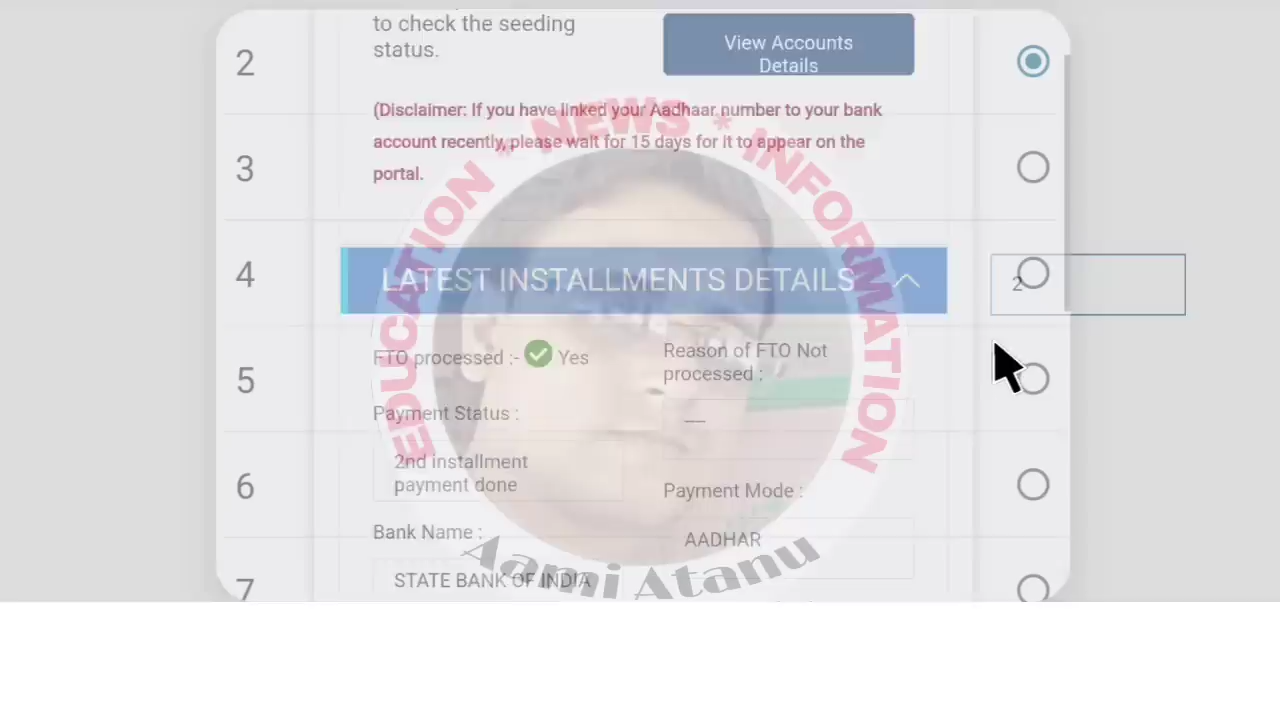 2
to check the seeding
status.
View Accounts
Details
(Disclaimer: If you have linked your Aadhaar number to your bank
account recently, please wait for 15 days for it to appear on the
portal.
3
EDUCATION * NEWS * INFORMATION
4
LATEST INSTALLMENTS DETAILS
2
5
FTO processed :- Yes
Reason of FTO Not
processed :
Payment Status :
—
2nd installment
payment done
6
Payment Mode :
Bank Name :
AADHAR
STATE BANK OF INDIA
7
Aami Atanu